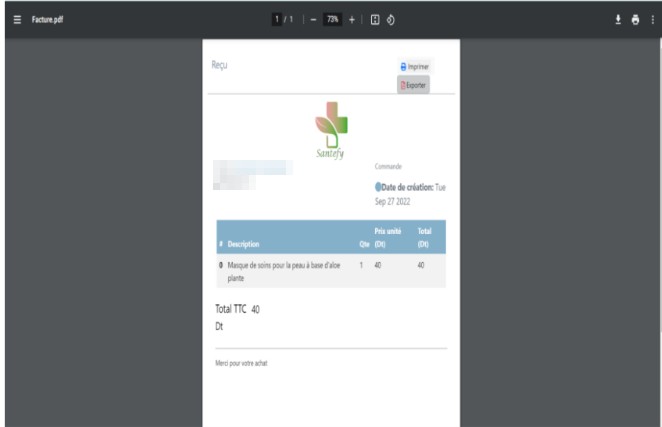 Facture.pdf
1 / 1
73%
Reçu
Imprimer
Exporter
Santefy
Commande
Date de création: Tue
Sep 27 2022
# Description Qte Prix unité (Dt) Total (Dt)
0 Masque de soins pour la peau à base d'aloe 1 40 40
plante
Total TTC 40
Dt
Merci pour votre achat